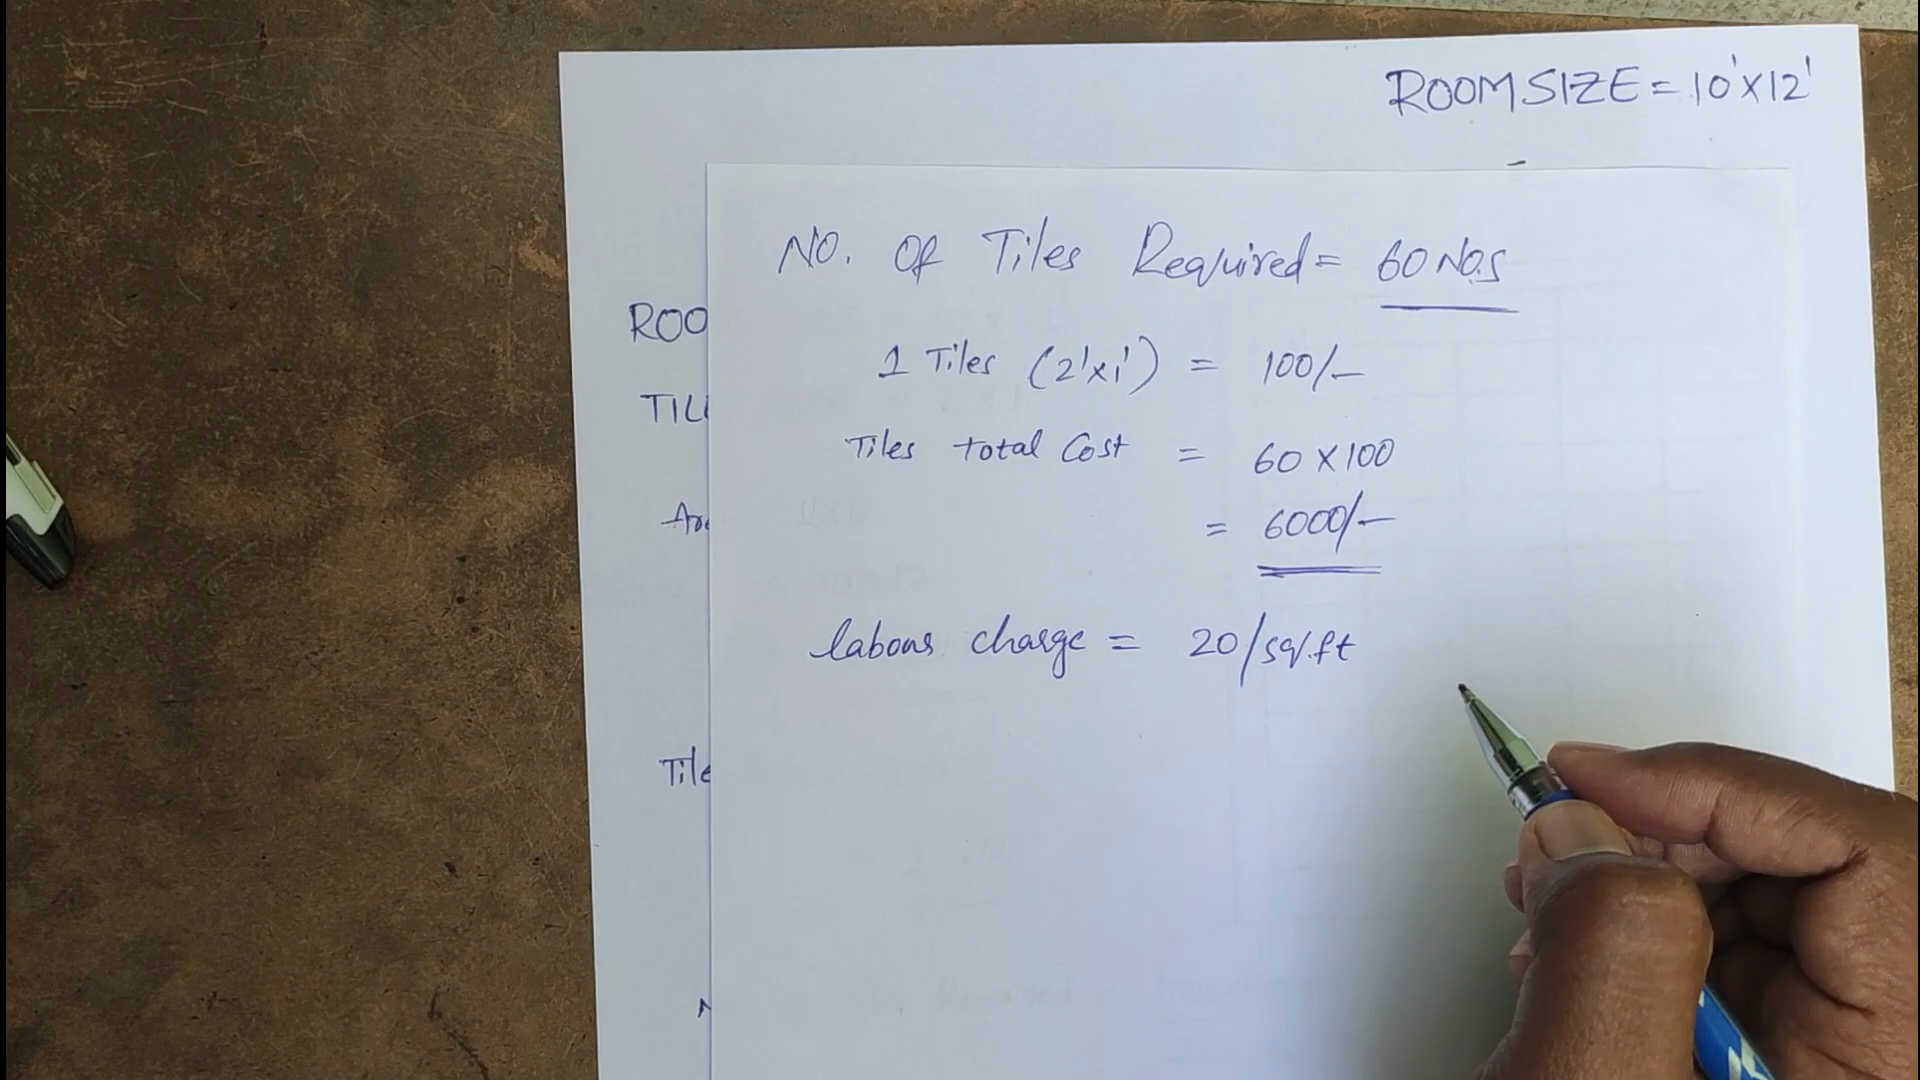 ROOM SIZE = 10'X12'
NO. Of Tiles Required = 60 Nos
ROO
1 Tiles (2'x1') = 100/-
TIL
Tiles total Cost = 60 X 100
Are
= 6000/-
labour charge = 20/sq.ft
Tile